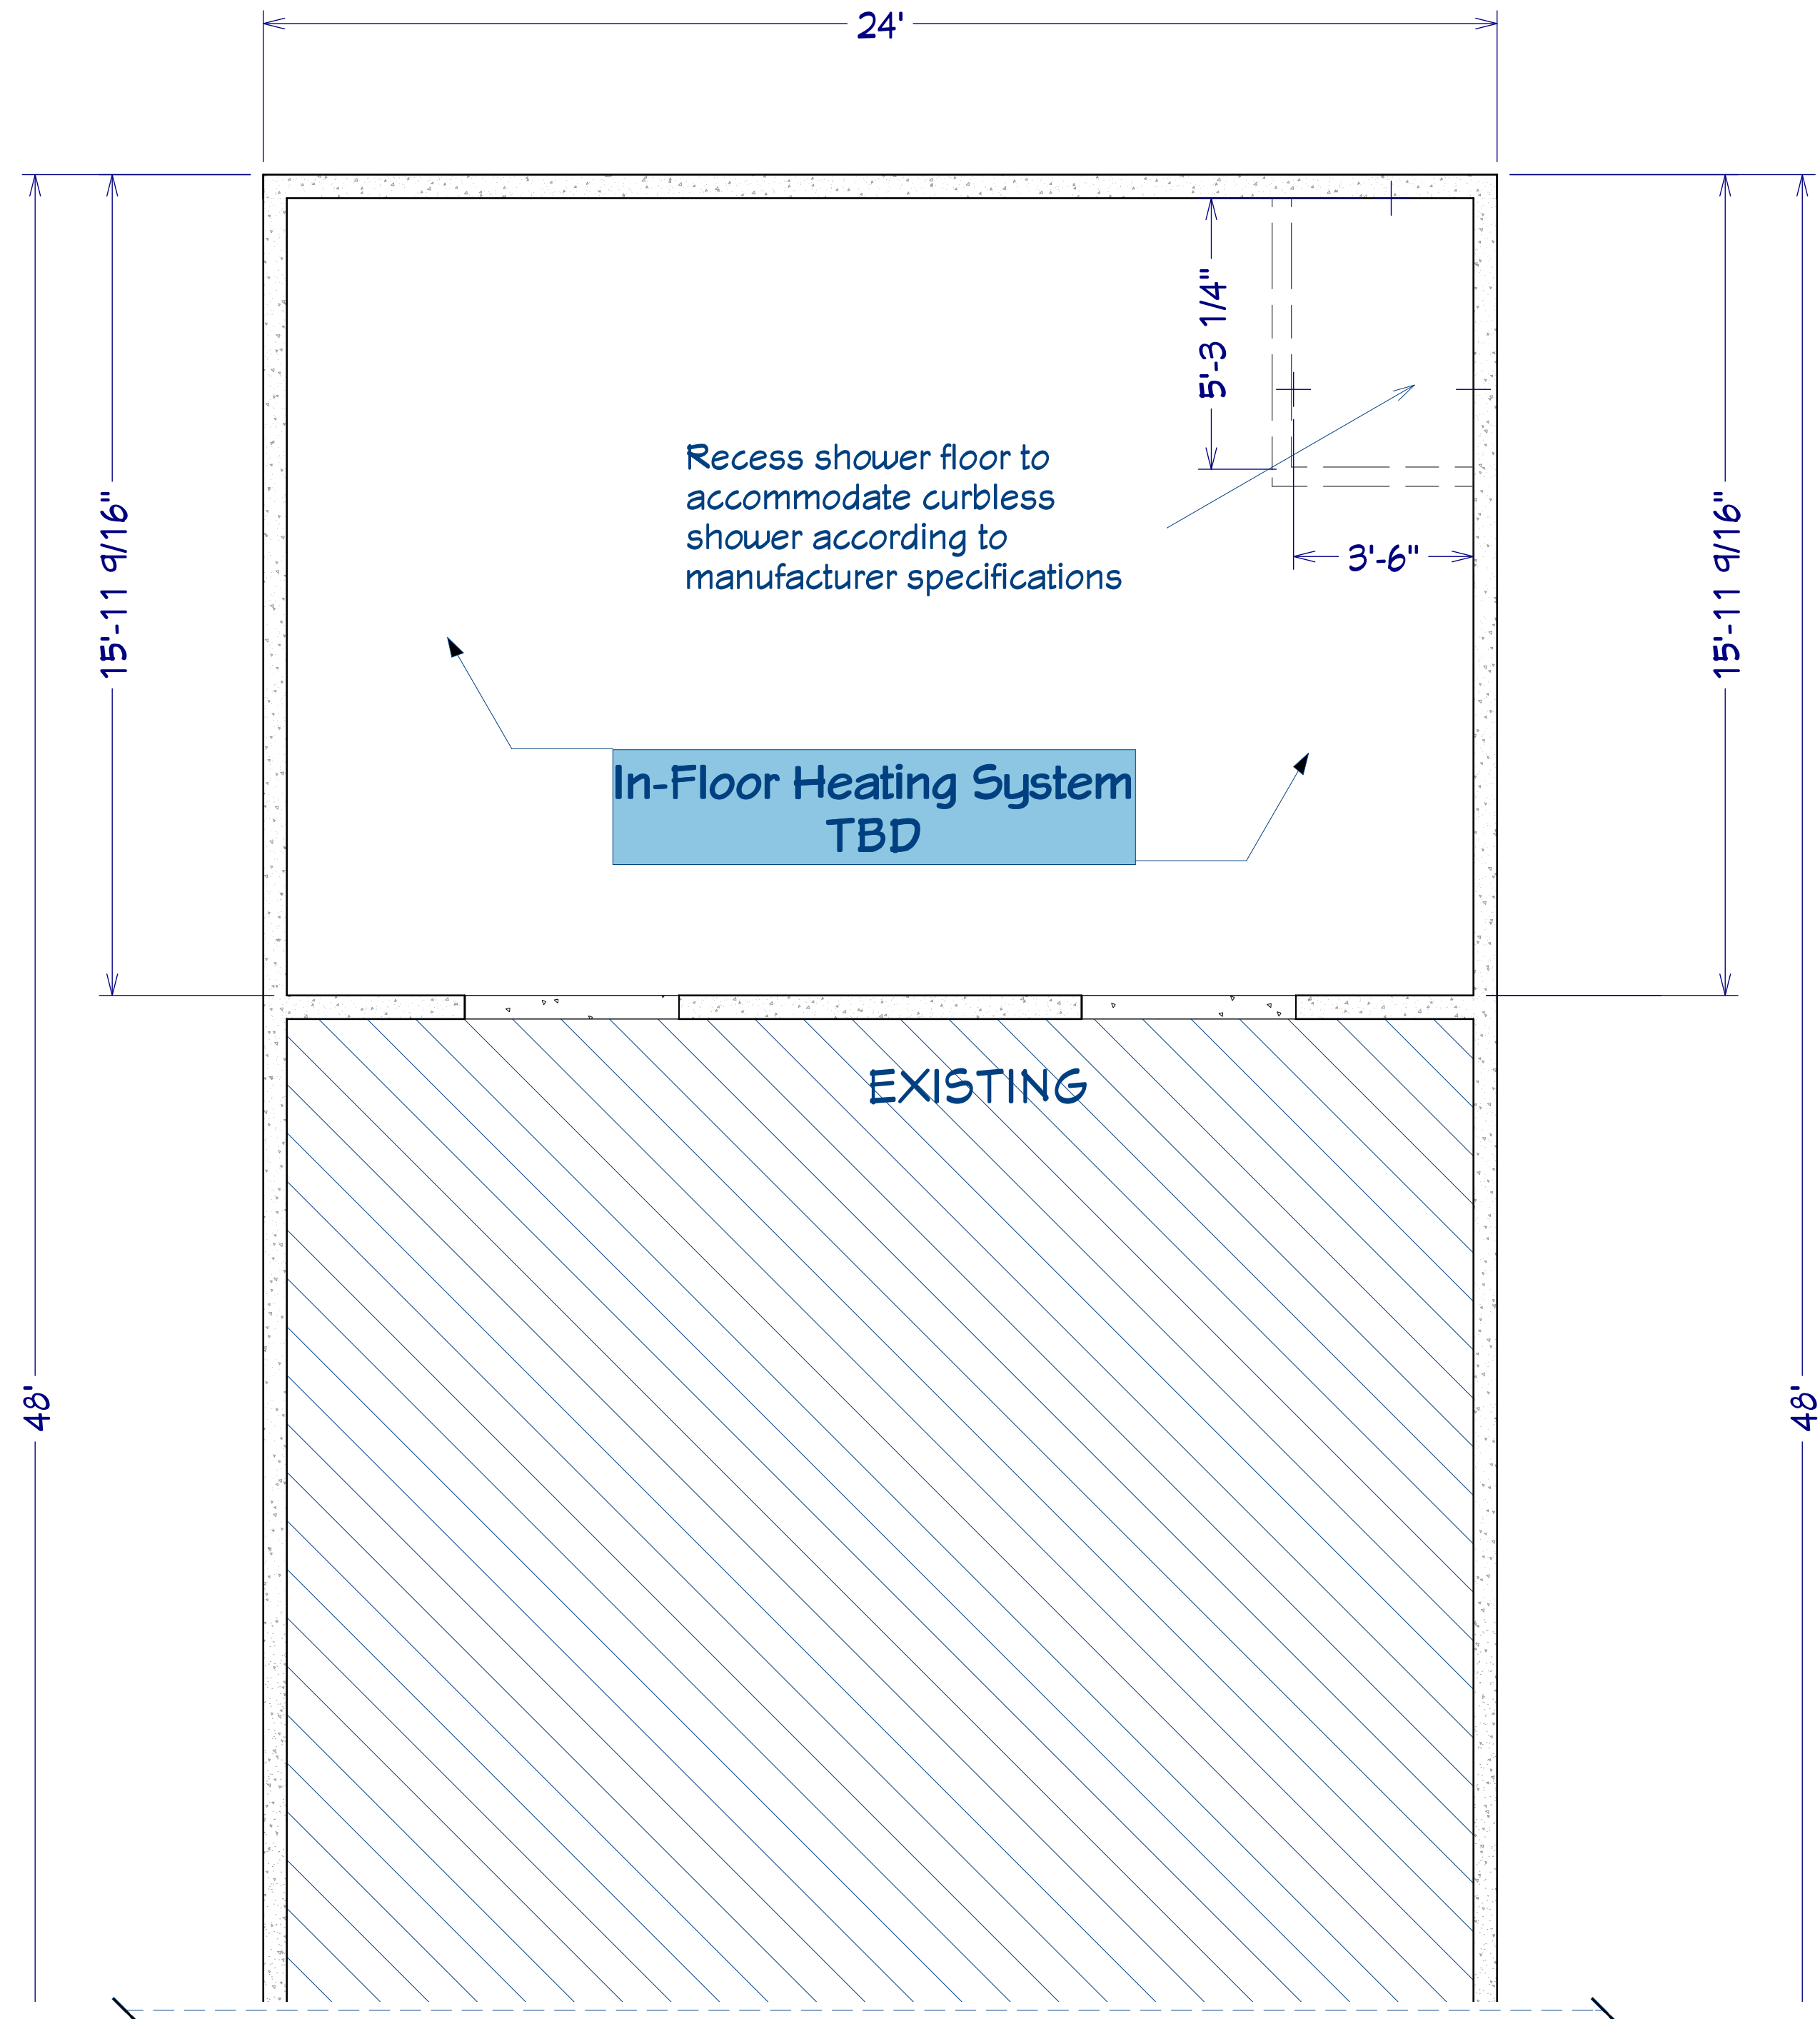 24'
5'-3 1/4"
Recess shower floor to
accommodate curbless
shower according to
manufacturer specifications
3'-6"
15'-11 9/16"
15'-11 9/16"
In-Floor Heating System
TBD
EXISTING
48'
48'